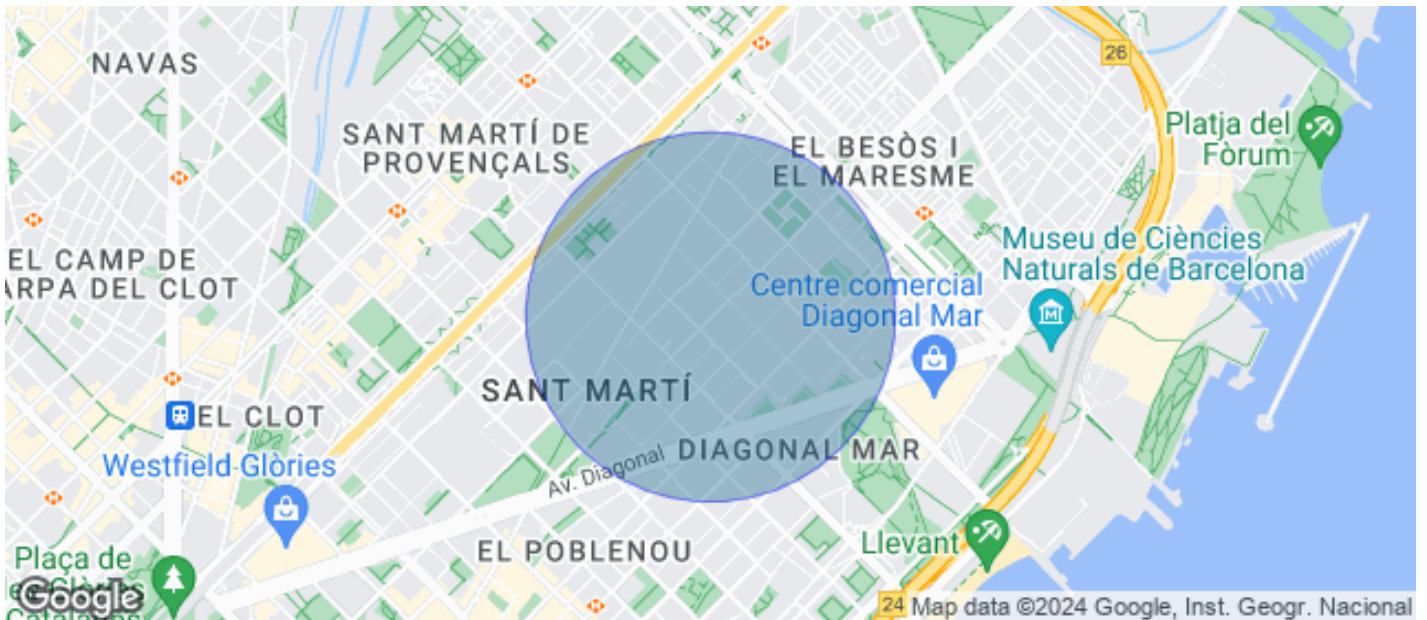 NAVAS
26
SANT MARTÍ DE
PROVENÇALS
Platja del
Fòrum
EL BESÒS I
EL MARESME
Museu de Ciències
Naturals de Barcelona
EL CAMP DE
ARPA DEL CLOT
Centre comercial
Diagonal Mar
SANT MARTÍ
EL CLOT
Westfield Glòries
Av. Diagonal
DIAGONAL MAR
EL POBLENOU
Llevant
Plaça de
Google
24
Map data ©2024 Google, Inst. Geogr. Nacional